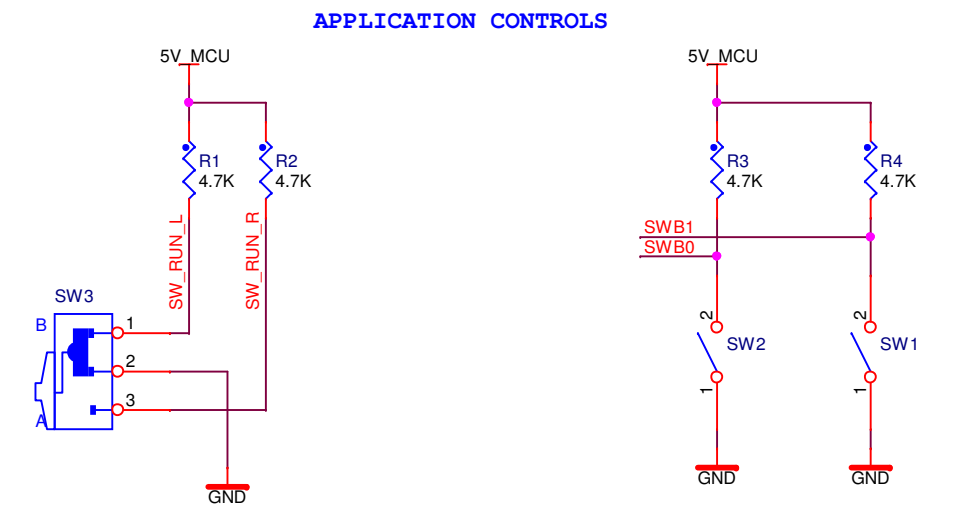 APPLICATION CONTROLS
5V_MCU
5V_MCU
R1
4.7K
R2
4.7K
R3
4.7K
R4
4.7K
SW_RUN_L
SW_RUN_R
SWB1
SWB0
SW3
B
1
2
3
A
2
SW2
1
2
SW1
1
GND
GND
GND